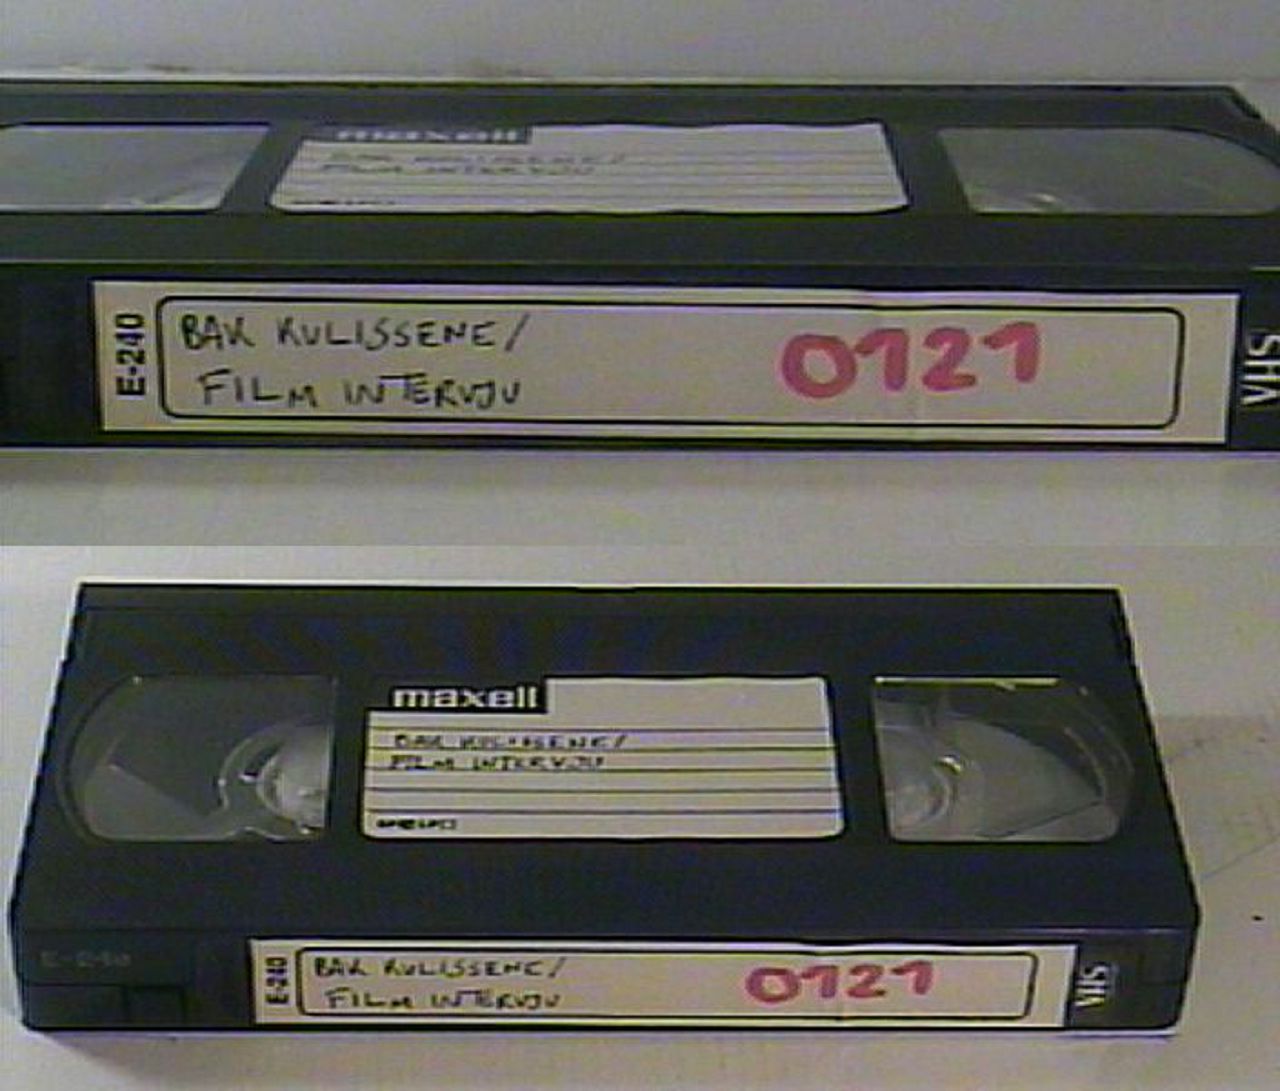 maxell
BAK KULISSENE/
FILM INTERVJU
E-240
BAK KULISSENE/
FILM INTERVJU
0121
VHS
maxell
BAK KULISSENE/
FILM INTERVJU
E-240
E-240
BAK KULISSENE/
FILM INTERVJU
0121
VHS